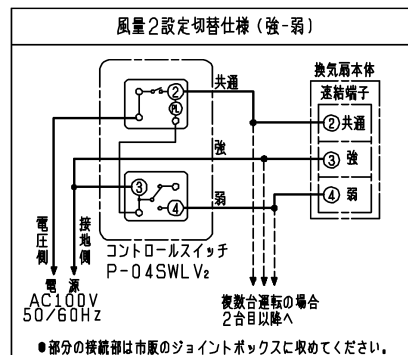 風量2設定切替仕様(強-弱)
換気扇本体
速結端子
共通
②
PL
②共通
強
③
③ 強
弱
④
④ 弱
電圧側
接地側
コントロールスイッチ
P-04SWLV₂
電源
AC100V
50/60Hz
複数台運転の場合
2台目以降へ
●部分の接続部は市販のジョイントボックスに収めてください。